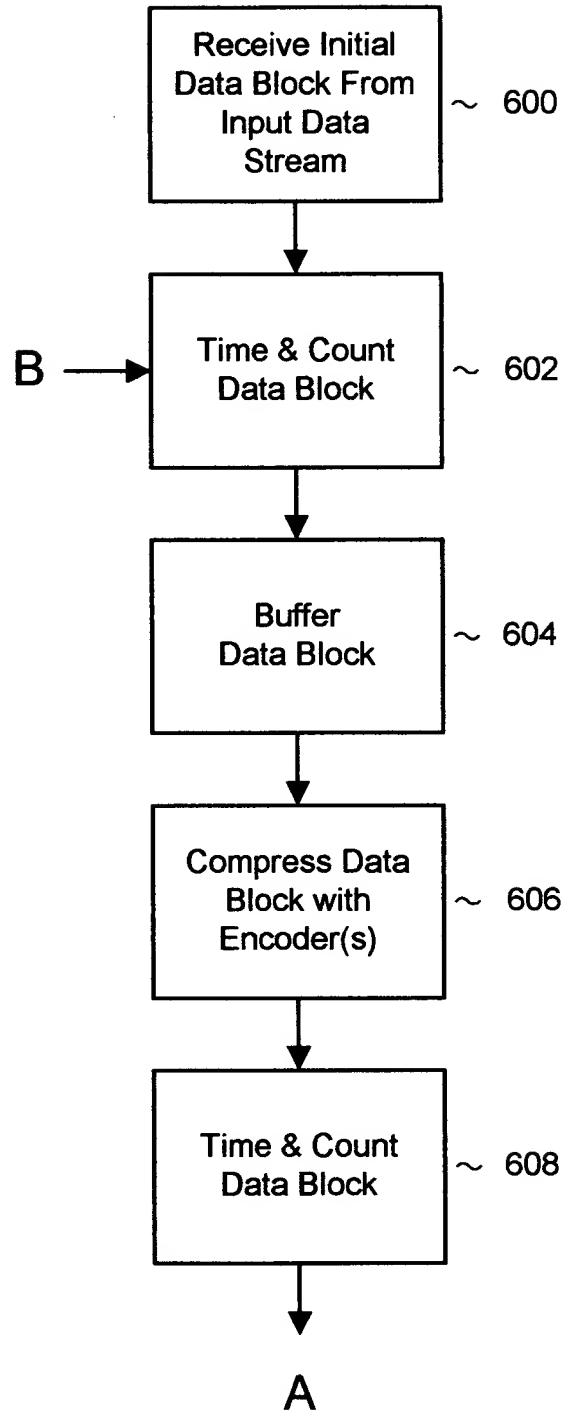 Receive Initial
Data Block From
Input Data
Stream
~ 600
B
Time & Count
Data Block
~ 602
Buffer
Data Block
~ 604
Compress Data
Block with
Encoder(s)
~ 606
Time & Count
Data Block
~ 608
A